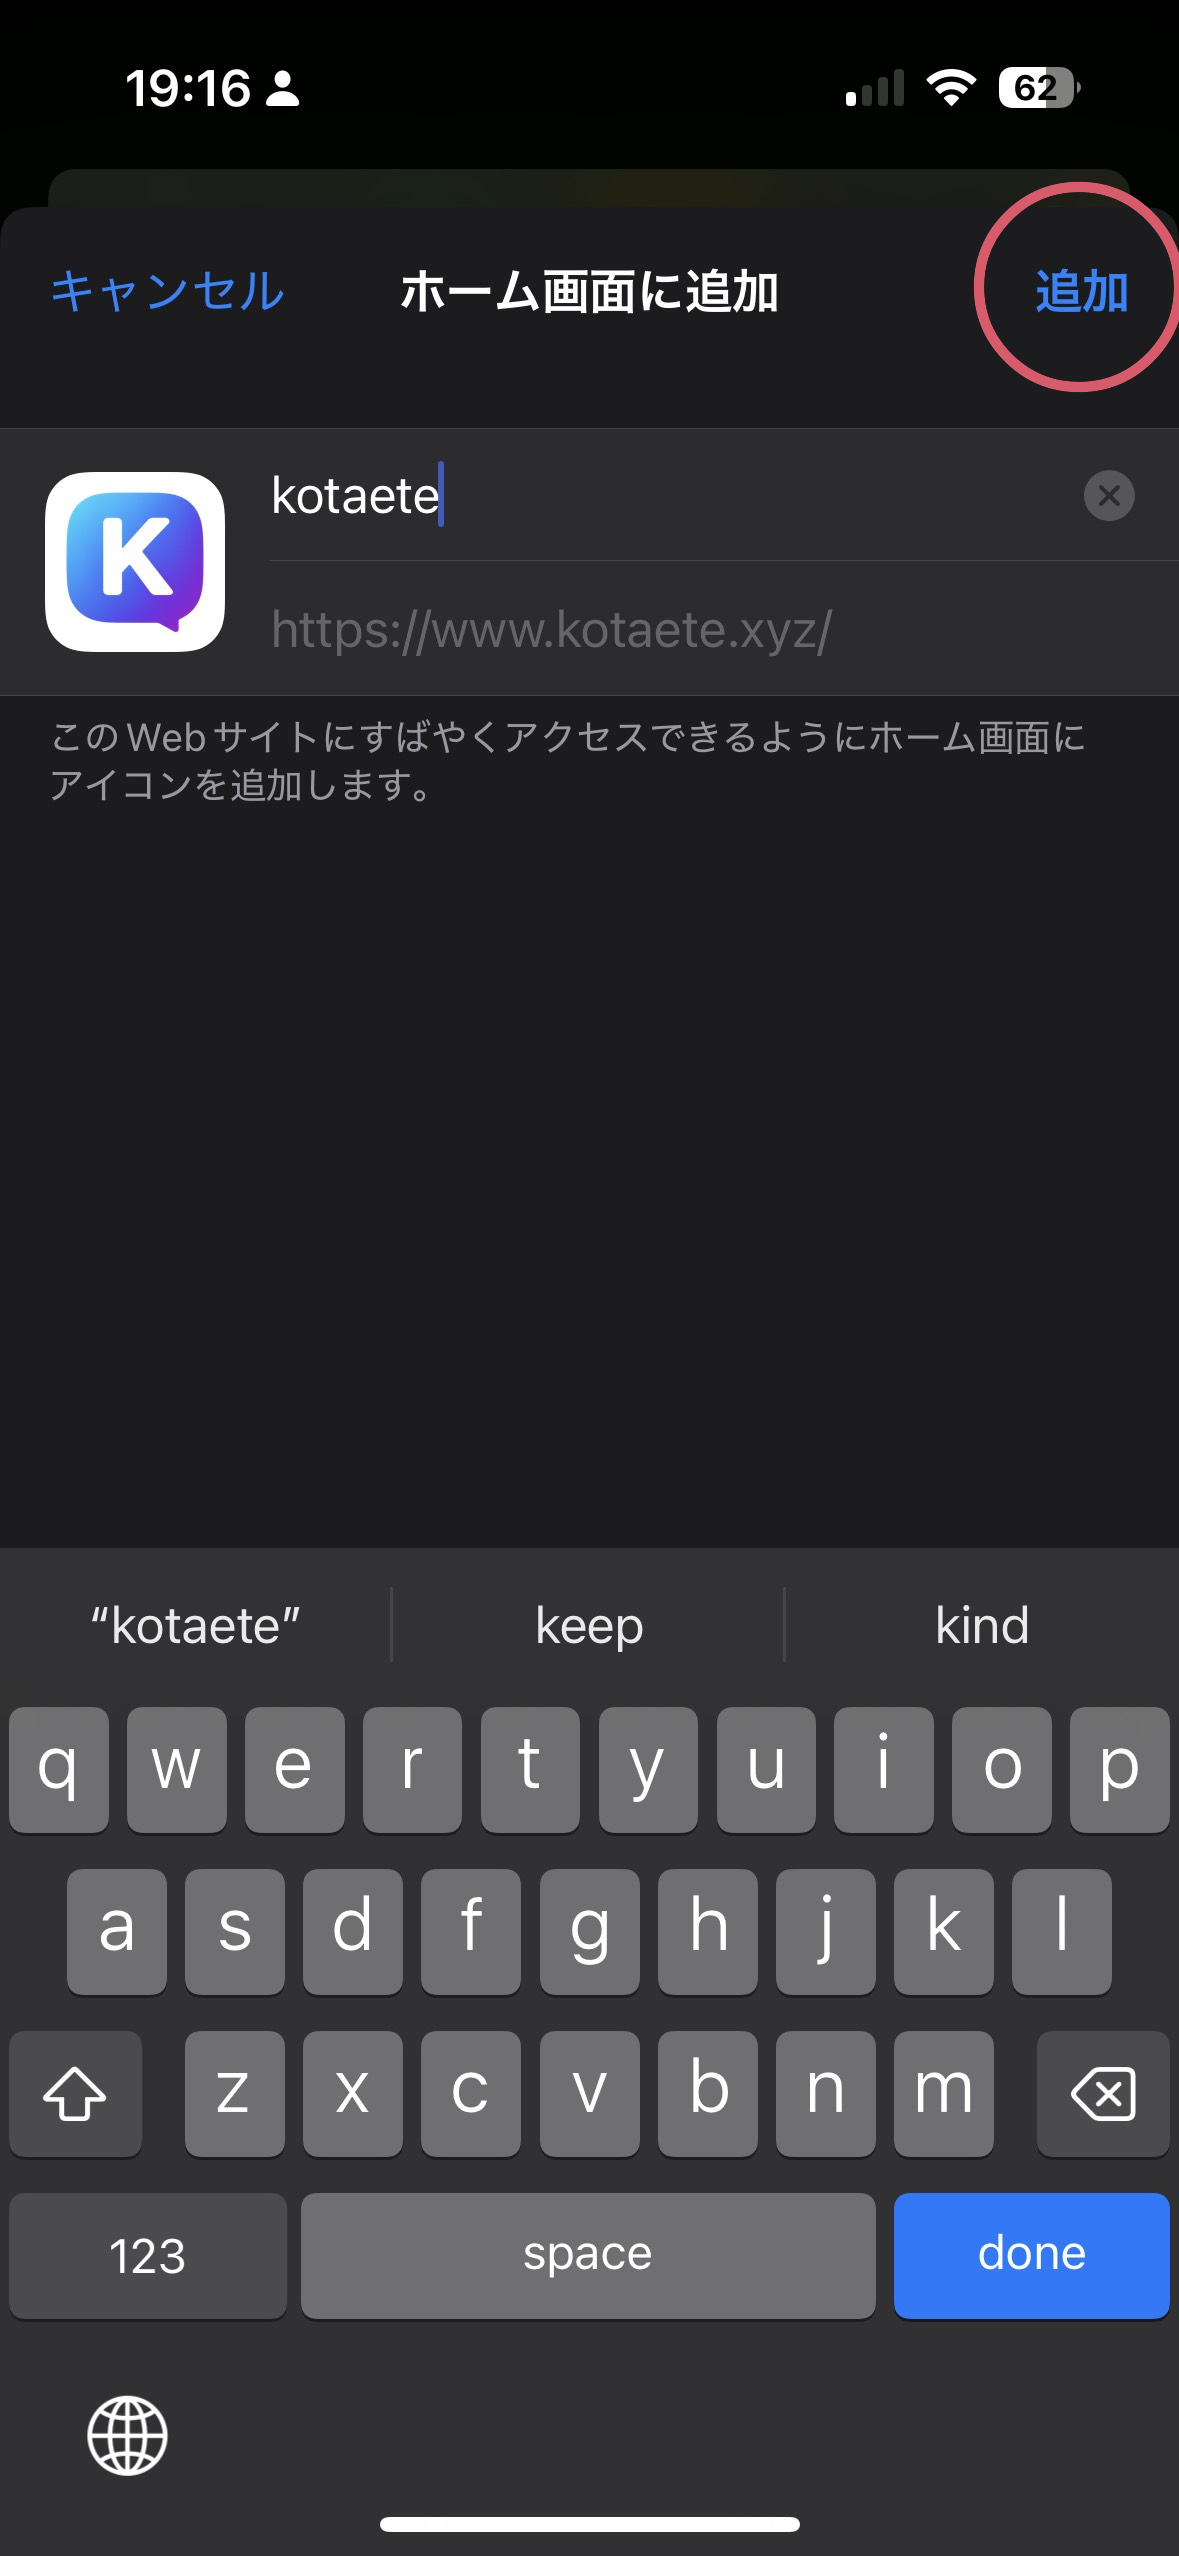 19:16
62
キャンセル ホーム画面に追加 追加
K
kotaete
https://www.kotaete.xyz/
このWebサイトにすばやくアクセスできるようにホーム画面に
アイコンを追加します。
“kotaete” keep kind
q w e r t y u i o p
a s d f g h j k l
z x c v b n m
123 space done